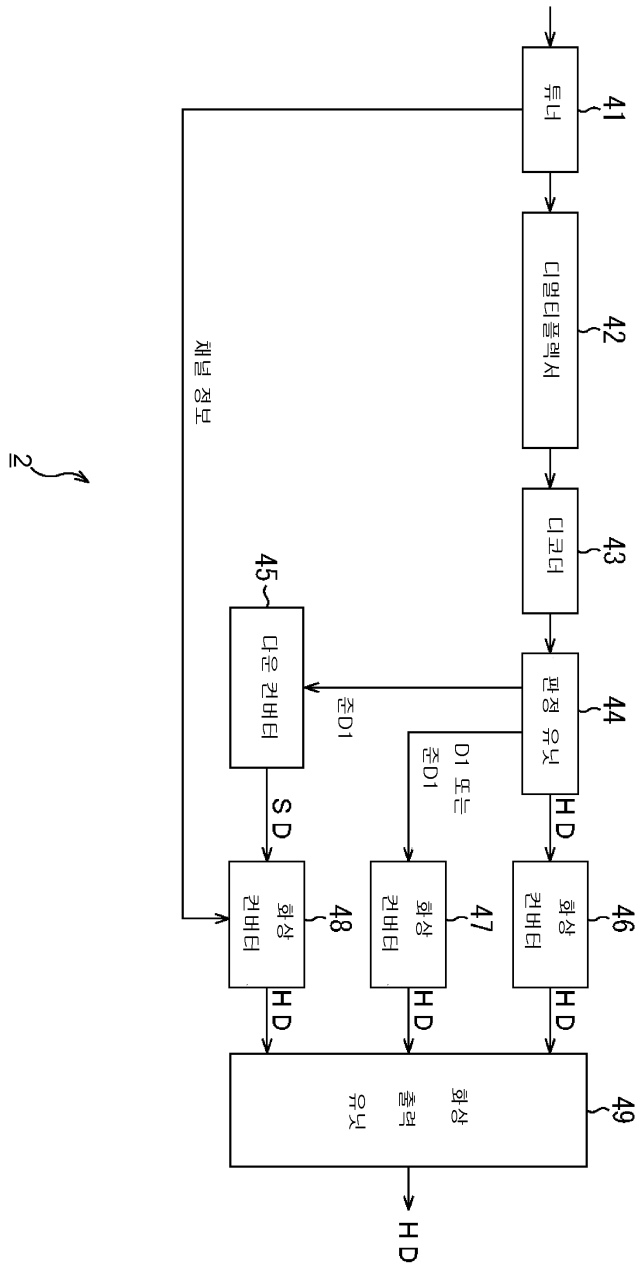 41
튜너
42
디멀티플렉서
43
디코더
44
판정 유닛
채널 정보
준D1
D1 또는
준D1
HD
45
다운 컨버터
SD
46
화상
컨버터
47
화상
컨버터
48
화상
컨버터
HD
HD
HD
49
화상
출력
유닛
HD
2